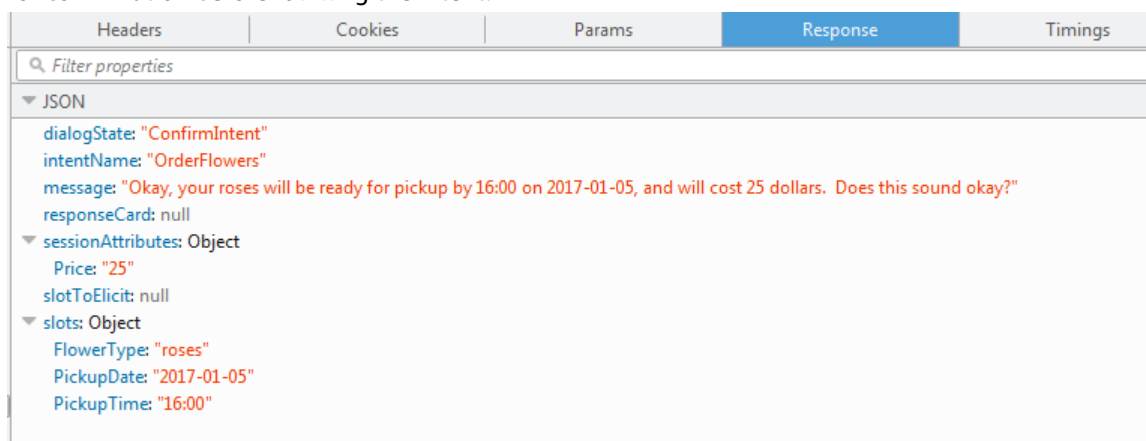 Headers Cookies Params Response Timings
Filter properties
JSON
dialogState: "ConfirmIntent"
intentName: "OrderFlowers"
message: "Okay, your roses will be ready for pickup by 16:00 on 2017-01-05, and will cost 25 dollars.  Does this sound okay?"
responseCard: null
sessionAttributes: Object
Price: "25"
slotToElicit: null
slots: Object
FlowerType: "roses"
PickupDate: "2017-01-05"
PickupTime: "16:00"